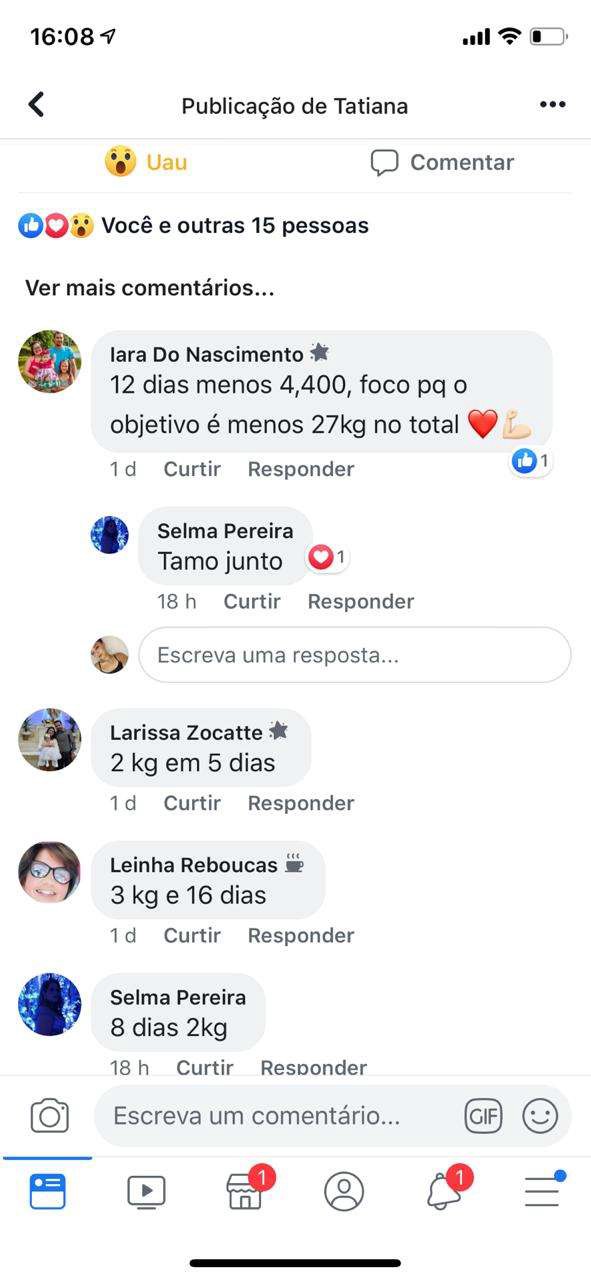 16:08
Publicação de Tatiana
Uau
Comentar
Você e outras 15 pessoas
Ver mais comentários...
Iara Do Nascimento
12 dias menos 4,400, foco pq o
objetivo é menos 27kg no total ❤️💪🏻
1 d Curtir Responder
1
Selma Pereira
Tamo junto
1
18 h Curtir Responder
Escreva uma resposta...
Larissa Zocatte
2 kg em 5 dias
1 d Curtir Responder
Leinha Reboucas
3 kg e 16 dias
1 d Curtir Responder
Selma Pereira
8 dias 2kg
18 h Curtir Responder
Escreva um comentário...
GIF
1
1